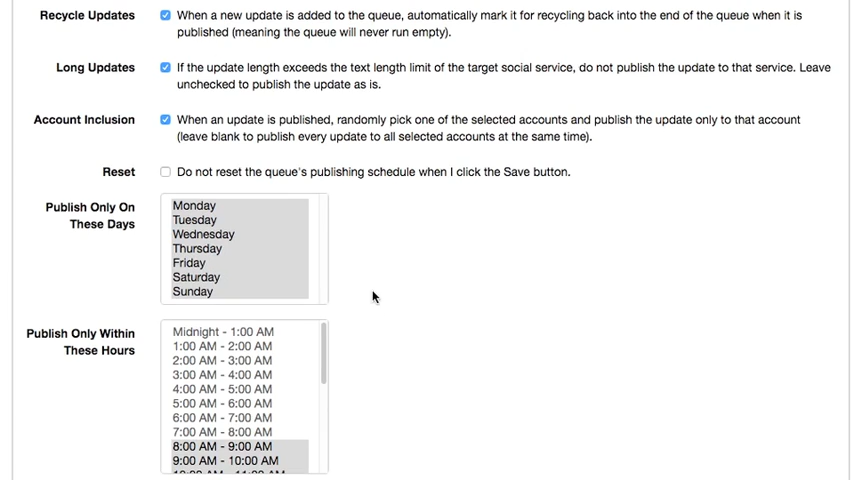 Recycle Updates When a new update is added to the queue, automatically mark it for recycling back into the end of the queue when it is
published (meaning the queue will never run empty).
Long Updates If the update length exceeds the text length limit of the target social service, do not publish the update to that service. Leave
unchecked to publish the update as is.
Account Inclusion When an update is published, randomly pick one of the selected accounts and publish the update only to that account
(leave blank to publish every update to all selected accounts at the same time).
Reset Do not reset the queue's publishing schedule when I click the Save button.
Publish Only On
These Days
Monday
Tuesday
Wednesday
Thursday
Friday
Saturday
Sunday
Publish Only Within
These Hours
Midnight - 1:00 AM
1:00 AM - 2:00 AM
2:00 AM - 3:00 AM
3:00 AM - 4:00 AM
4:00 AM - 5:00 AM
5:00 AM - 6:00 AM
6:00 AM - 7:00 AM
7:00 AM - 8:00 AM
8:00 AM - 9:00 AM
9:00 AM - 10:00 AM